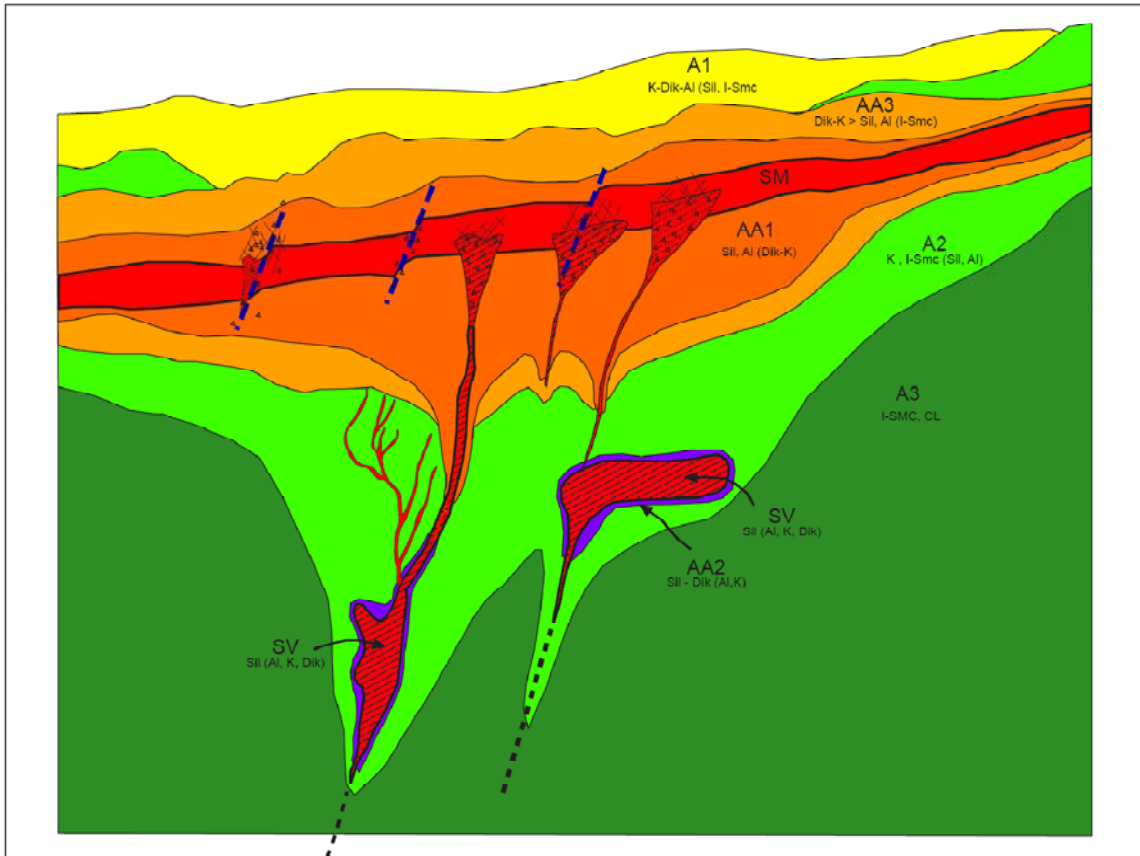 A1
K-Dik-Al (Sil, I-Smc
AA3
Dik-K > Sil, Al (I-Smc)
SM
AA1
Sil, Al (Dik-K)
A2
K , I-Smc (Sil, Al)
A3
I-SMC, CL
SV
Sil (Al, K, Dik)
AA2
Sil - Dik (Al,K)
SV
Sil (Al, K, Dik)